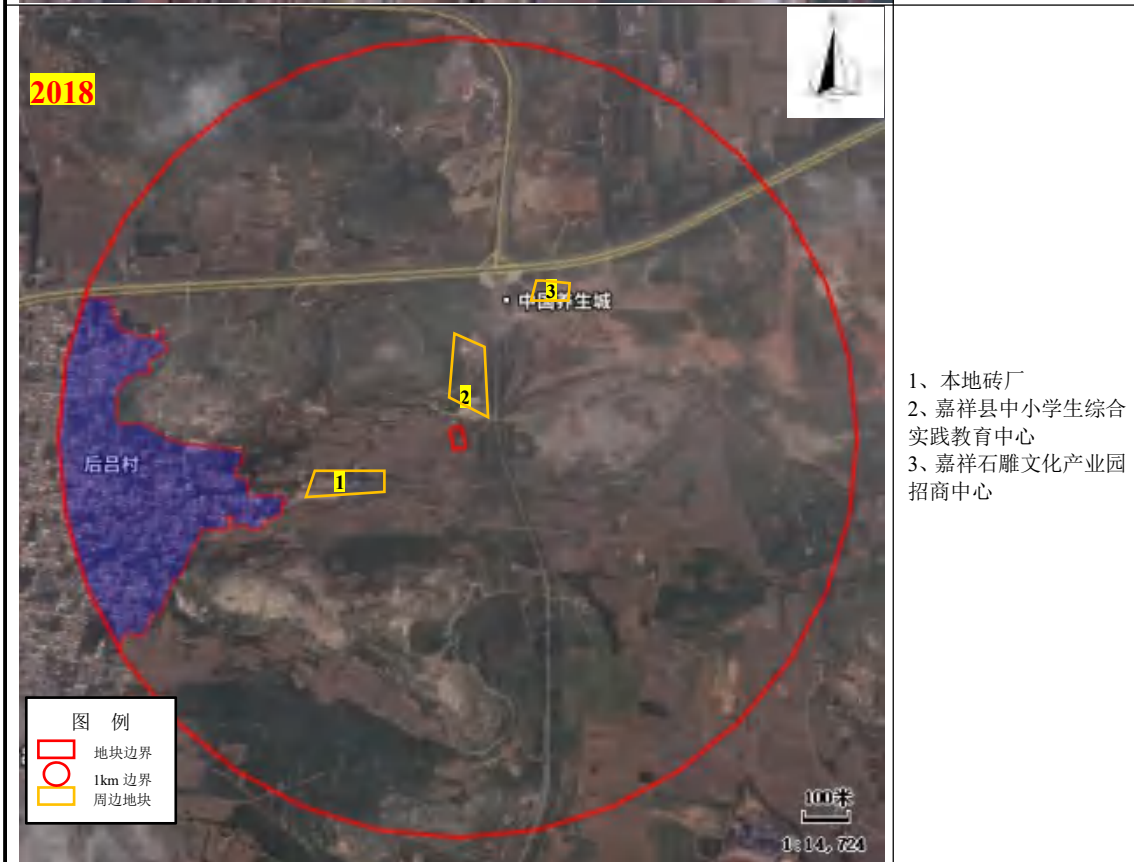 2018
3
中国养生城
2
后吕村
1
图 例
地块边界
1km 边界
周边地块
100米
1:14,724
1、本地砖厂
2、嘉祥县中小学生综合
实践教育中心
3、嘉祥石雕文化产业园
招商中心